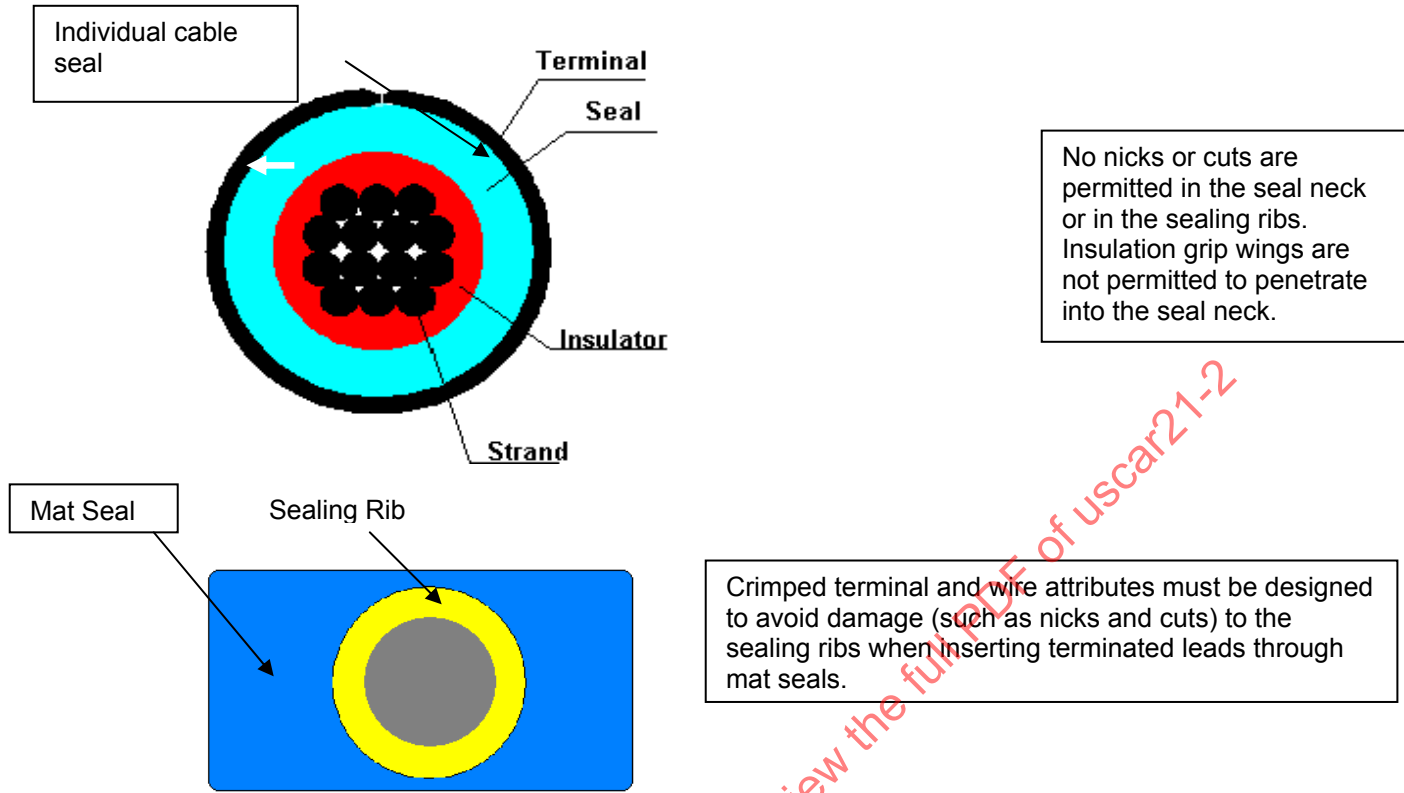 Individual cable
seal
Terminal
Seal
No nicks or cuts are
permitted in the seal neck
or in the sealing ribs.
Insulation grip wings are
not permitted to penetrate
into the seal neck.
Insulator
Strand
Mat Seal
Sealing Rib
Crimped terminal and wire attributes must be designed
to avoid damage (such as nicks and cuts) to the
sealing ribs when inserting terminated leads through
mat seals.
view the full PDF of uscar21-2